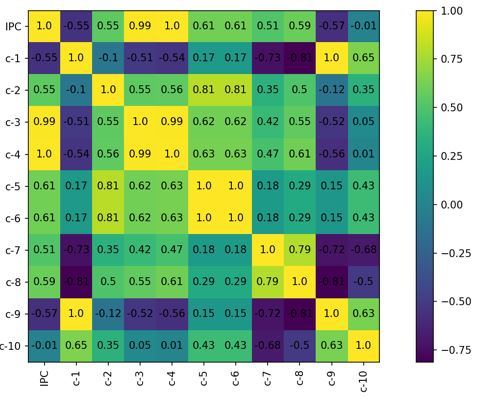 IPC 1.0 -0.55 0.55 0.99 1.0 0.61 0.61 0.51 0.59 -0.57 -0.01
c-1 -0.55 1.0 -0.1 -0.51 -0.54 0.17 0.17 -0.73 -0.81 1.0 0.65
c-2 0.55 -0.1 1.0 0.55 0.56 0.81 0.81 0.35 0.5 -0.12 0.35
c-3 0.99 -0.51 0.55 1.0 0.99 0.62 0.62 0.42 0.55 -0.52 0.05
c-4 1.0 -0.54 0.56 0.99 1.0 0.63 0.63 0.47 0.61 -0.56 0.01
c-5 0.61 0.17 0.81 0.62 0.63 1.0 1.0 0.18 0.29 0.15 0.43
c-6 0.61 0.17 0.81 0.62 0.63 1.0 1.0 0.18 0.29 0.15 0.43
c-7 0.51 -0.73 0.35 0.42 0.47 0.18 0.18 1.0 0.79 -0.72 -0.68
c-8 0.59 -0.81 0.5 0.55 0.61 0.29 0.29 0.79 1.0 -0.81 -0.5
c-9 -0.57 1.0 -0.12 -0.52 -0.56 0.15 0.15 -0.72 -0.81 1.0 0.63
c-10 -0.01 0.65 0.35 0.05 0.01 0.43 0.43 -0.68 -0.5 0.63 1.0
IPC c-1 c-2 c-3 c-4 c-5 c-6 c-7 c-8 c-9 c-10
1.00
0.75
0.50
0.25
0.00
−0.25
−0.50
−0.75